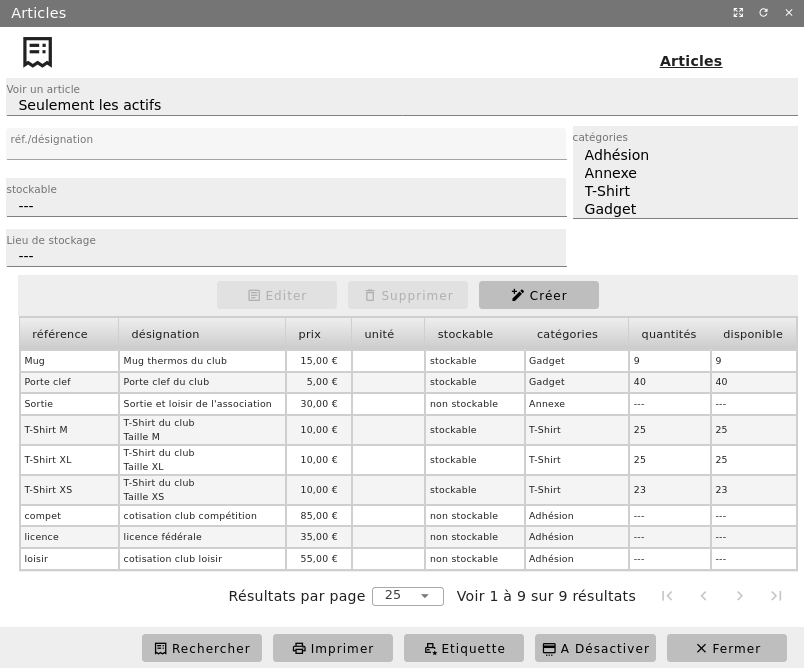 Articles
Articles
Voir un article
Seulement les actifs
réf./désignation
catégories
Adhésion
Annexe
T-Shirt
Gadget
stockable
---
Lieu de stockage
---
Editer Supprimer Créer
référence désignation prix unité stockable catégories quantités disponible
Mug Mug thermos du club 15,00 € stockable Gadget 9 9
Porte clef Porte clef du club 5,00 € stockable Gadget 40 40
Sortie Sortie et loisir de l'association 30,00 € non stockable Annexe --- ---
T-Shirt M T-Shirt du club 10,00 € stockable T-Shirt 25 25
Taille M
T-Shirt XL T-Shirt du club 10,00 € stockable T-Shirt 25 25
Taille XL
T-Shirt XS T-Shirt du club 10,00 € stockable T-Shirt 23 23
Taille XS
compet cotisation club compétition 85,00 € non stockable Adhésion --- ---
licence licence fédérale 35,00 € non stockable Adhésion --- ---
loisir cotisation club loisir 55,00 € non stockable Adhésion --- ---
Résultats par page 25 Voir 1 à 9 sur 9 résultats
Rechercher Imprimer Etiquette A Désactiver Fermer